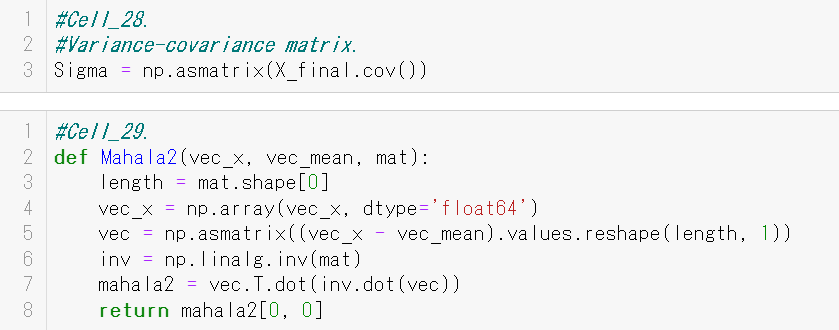 1 #Cell_28.
2 #Variance-covariance matrix.
3 Sigma = np.asmatrix(X_final.cov())
1 #Cell_29.
2 def Mahala2(vec_x, vec_mean, mat):
3     length = mat.shape[0]
4     vec_x = np.array(vec_x, dtype='float64')
5     vec = np.asmatrix((vec_x - vec_mean).values.reshape(length, 1))
6     inv = np.linalg.inv(mat)
7     mahala2 = vec.T.dot(inv.dot(vec))
8     return mahala2[0, 0]